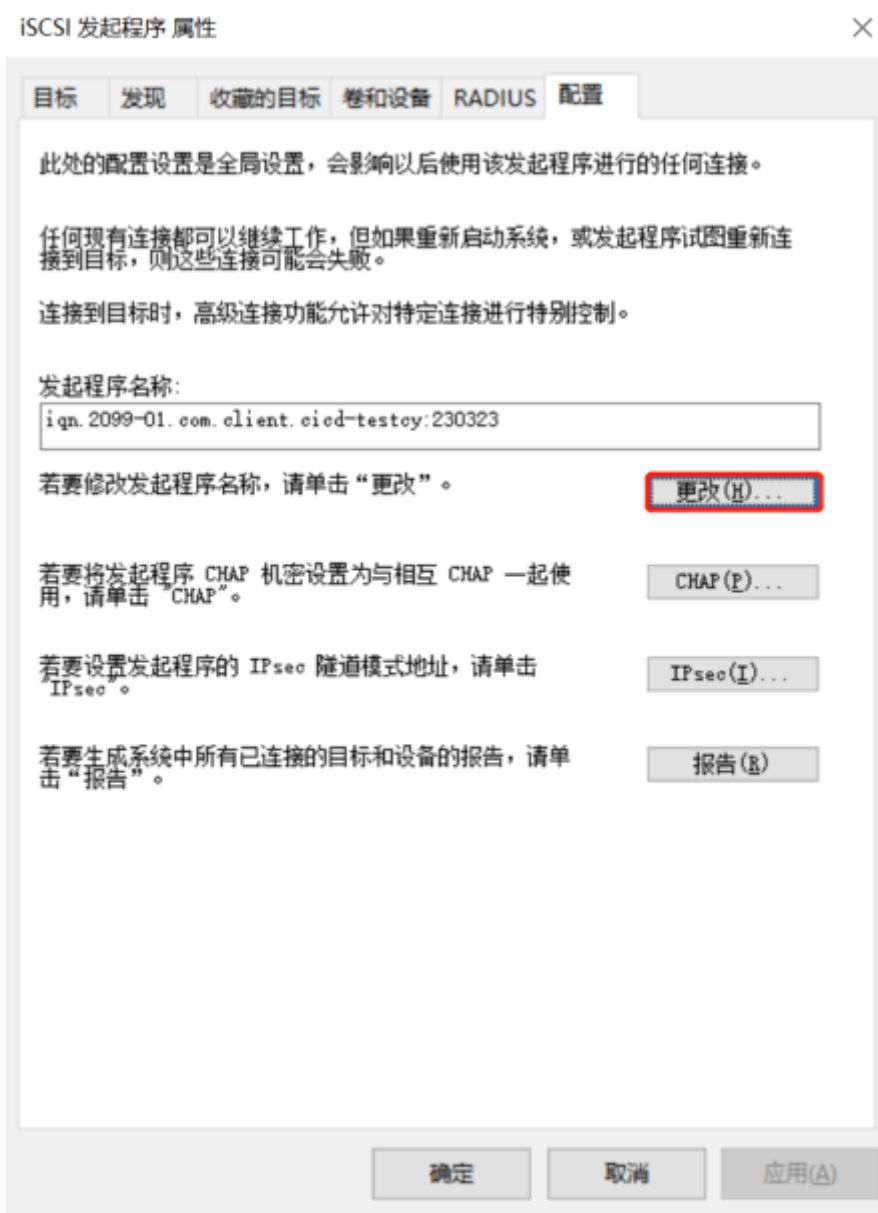 iSCSI 发起程序 属性
目标 发现 收藏的目标 卷和设备 RADIUS 配置
此处的配置设置是全局设置，会影响以后使用该发起程序进行的任何连接。
任何现有连接都可以继续工作，但如果重新启动系统，或发起程序试图重新连
接到目标，则这些连接可能会失败。
连接到目标时，高级连接功能允许对特定连接进行特别控制。
发起程序名称:
iqn.2099-01.com.client.cicd-testcy:230323
若要修改发起程序名称，请单击“更改”。
更改(H)...
若要将发起程序 CHAP 机密设置为与相互 CHAP 一起使
用，请单击 "CHAP"。
CHAP(P)...
若要设置发起程序的 IPsec 隧道模式地址，请单击
"IPsec"。
IPsec(I)...
若要生成系统中所有已连接的目标和设备的报告，请单
击“报告”。
报告(R)
确定 取消 应用(A)